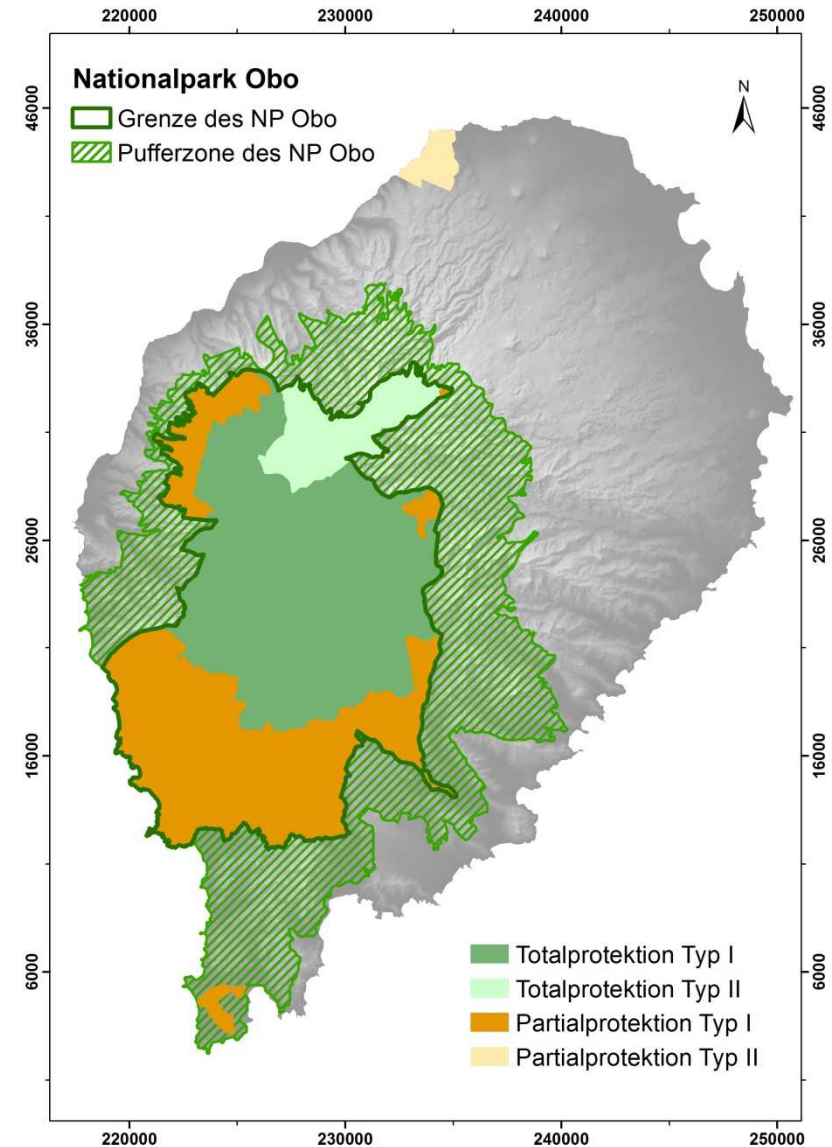 220000 230000 240000 250000
Nationalpark Obo
Grenze des NP Obo
Pufferzone des NP Obo
N
46000 46000
36000 36000
26000 26000
16000 16000
6000 6000
Totalprotektion Typ I
Totalprotektion Typ II
Partialprotektion Typ I
Partialprotektion Typ II
220000 230000 240000 250000